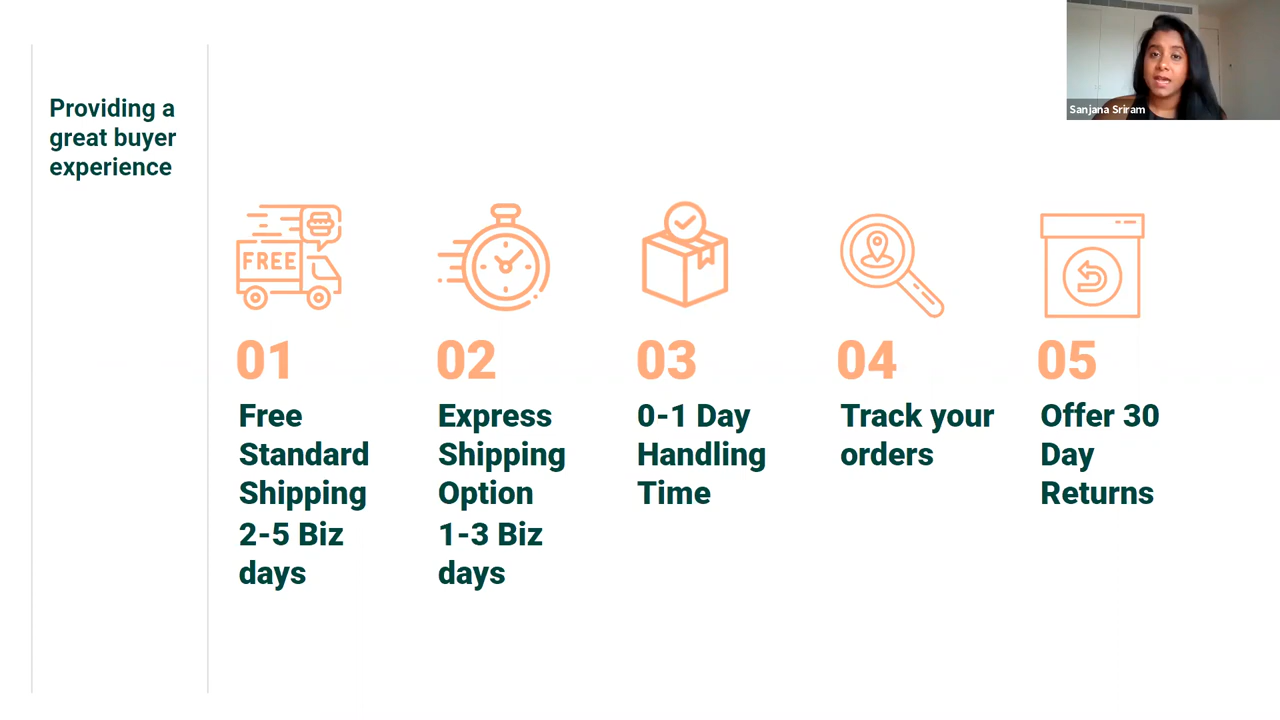 Sanjana Sriram
Providing a
great buyer
experience
FREE
01
Free
Standard
Shipping
2-5 Biz
days
02
Express
Shipping
Option
1-3 Biz
days
03
0-1 Day
Handling
Time
04
Track your
orders
05
Offer 30
Day
Returns